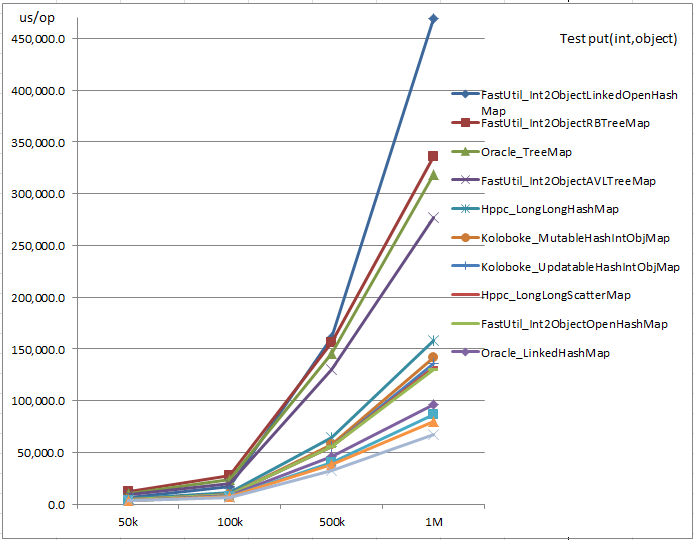 us/op
Test put(int,object)
450,000.0
400,000.0
350,000.0
300,000.0
250,000.0
200,000.0
150,000.0
100,000.0
50,000.0
0.0
50k
100k
500k
1M
FastUtil_Int2ObjectLinkedOpenHash
Map
FastUtil_Int2ObjectRBTreeMap
Oracle_TreeMap
FastUtil_Int2ObjectAVLTreeMap
Hppc_LongLongHashMap
Koloboke_MutableHashIntObjMap
Koloboke_UpdatableHashIntObjMap
Hppc_LongLongScatterMap
FastUtil_Int2ObjectOpenHashMap
Oracle_LinkedHashMap